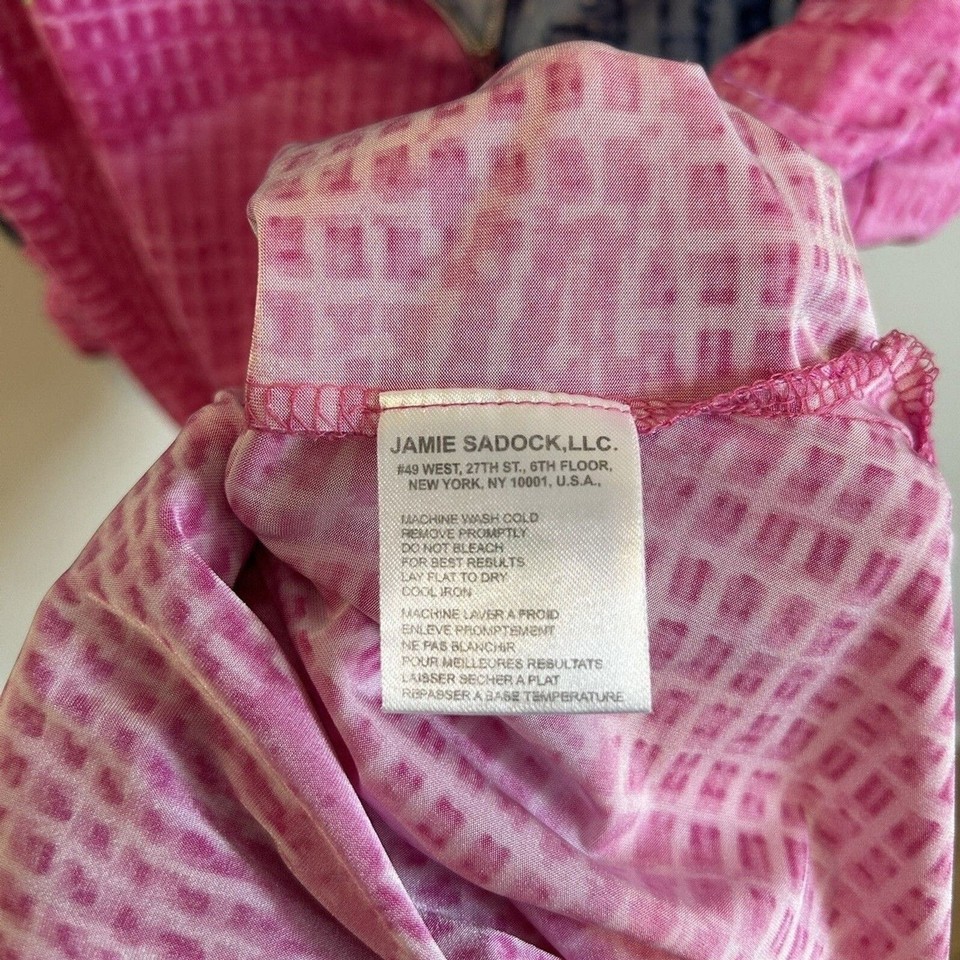 JAMIE SADOCK,LLC.
#49 WEST, 27TH ST., 6TH FLOOR,
NEW YORK, NY 10001, U.S.A.,
MACHINE WASH COLD
REMOVE PROMPTLY
DO NOT BLEACH
FOR BEST RESULTS
LAY FLAT TO DRY
COOL IRON
MACHINE LAVER A FROID
ENLEVE PROMPTEMENT
NE PAS BLANCHIR
POUR MEILLEORES RESULTATS
LAISSER SECHER A PLAT
REPASSER A BASE TEMPERATURE